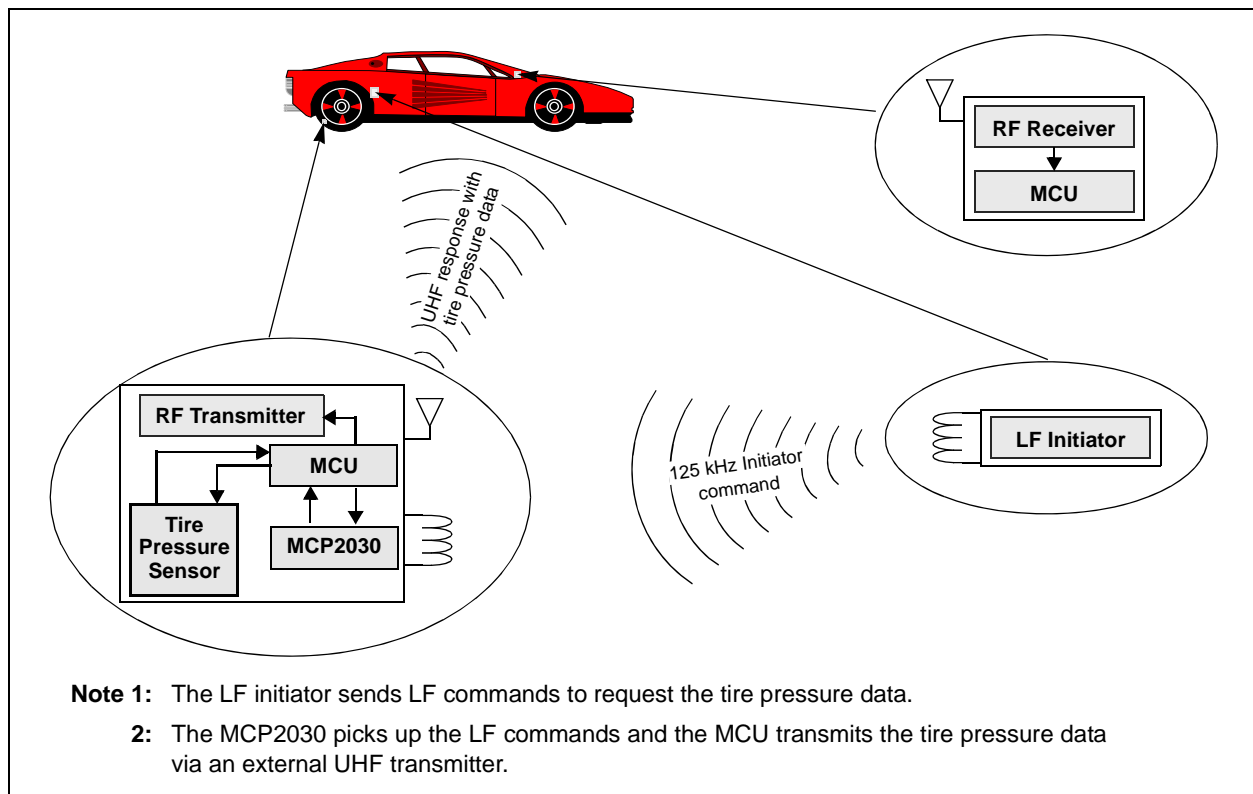 RF Receiver
MCU
UHF response with
tire pressure data
RF Transmitter
MCU
Tire
Pressure
Sensor
MCP2030
125 kHz Initiator
command
LF Initiator
Note 1: The LF initiator sends LF commands to request the tire pressure data.
2: The MCP2030 picks up the LF commands and the MCU transmits the tire pressure data
via an external UHF transmitter.